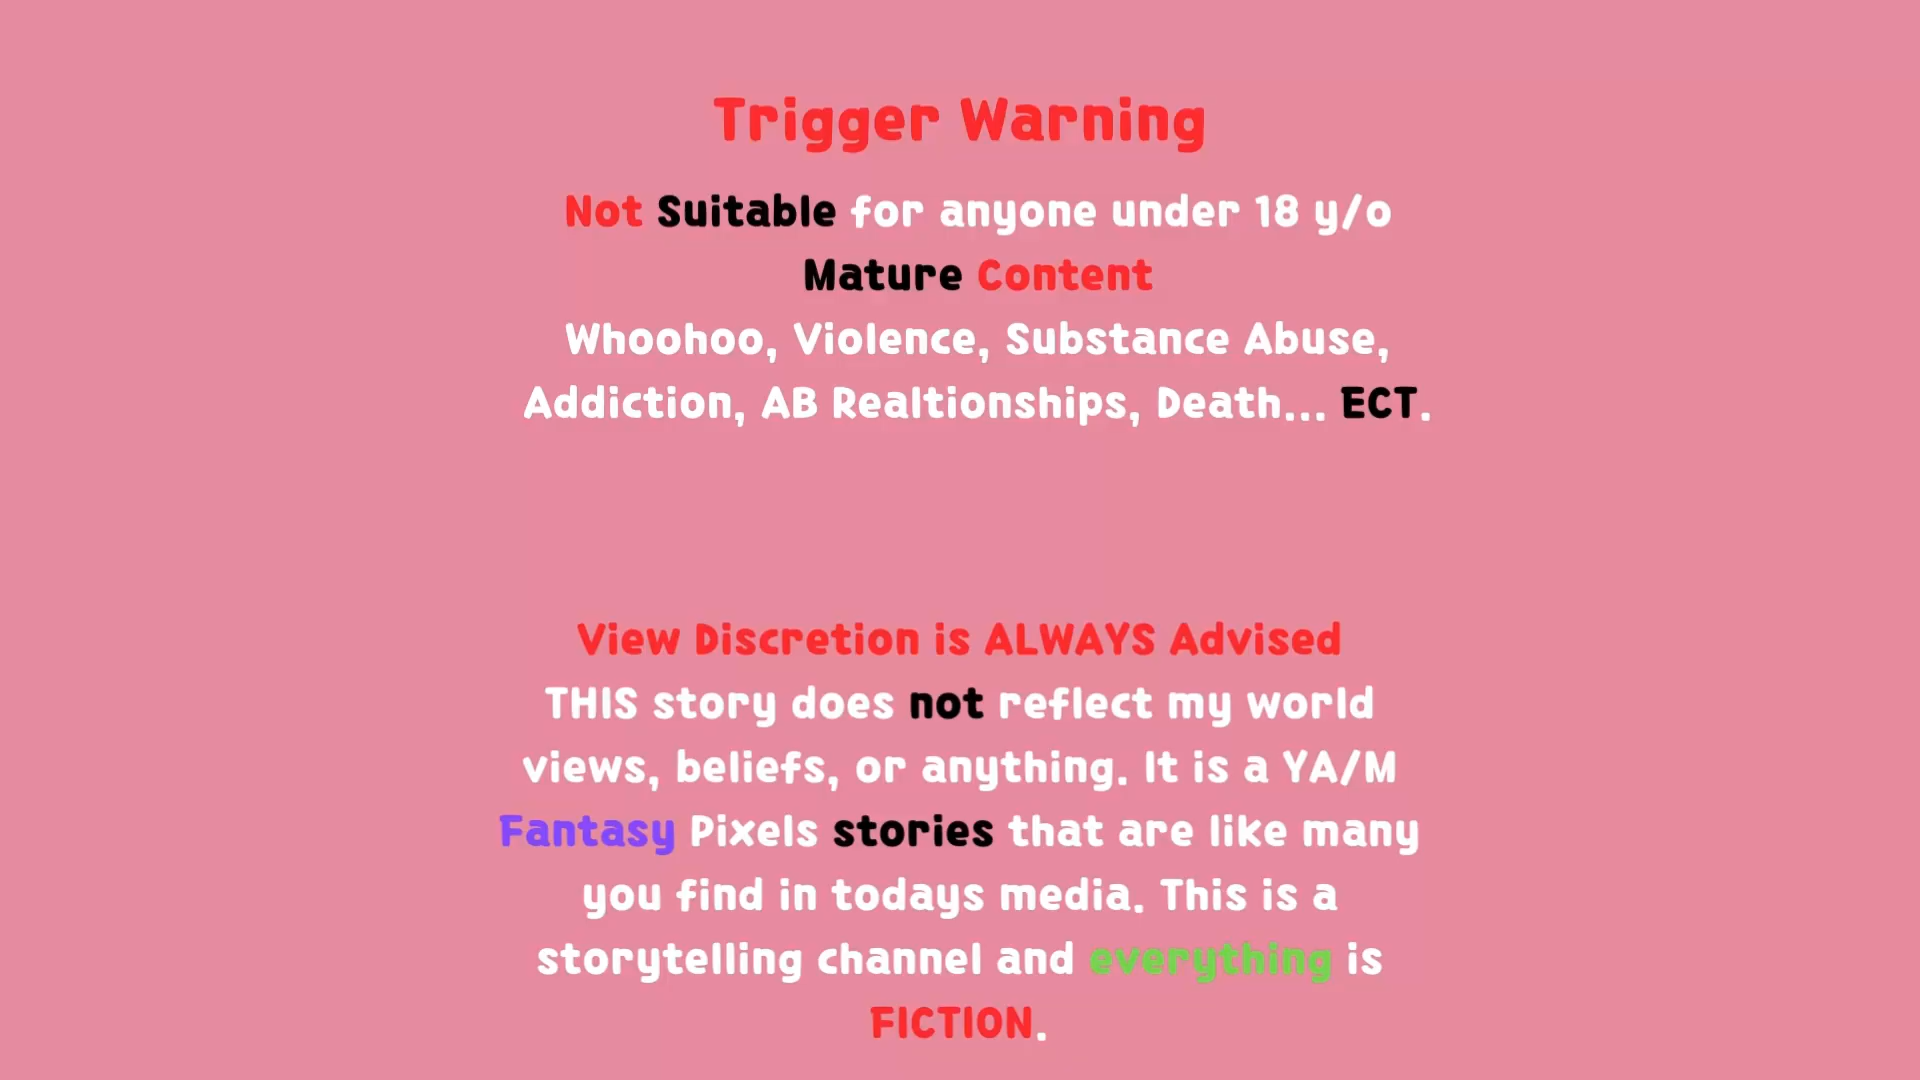 Trigger Warning
Not Suitable for anyone under 18 y/o
Mature Content
Whoohoo, Violence, Substance Abuse,
Addiction, AB Realtionships, Death... ECT.
View Discretion is ALWAYS Advised
THIS story does not reflect my world
views, beliefs, or anything. It is a YA/M
Fantasy Pixels stories that are like many
you find in todays media. This is a
storytelling channel and everything is
FICTION.